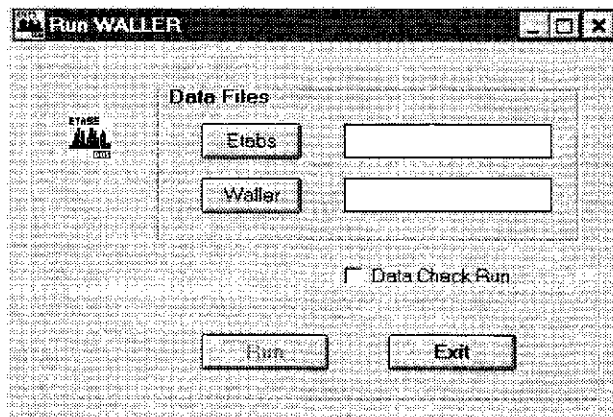 Run WALLER
Data Files
ETABS
Etabs
Waller
Data Check Run
Run
Exit